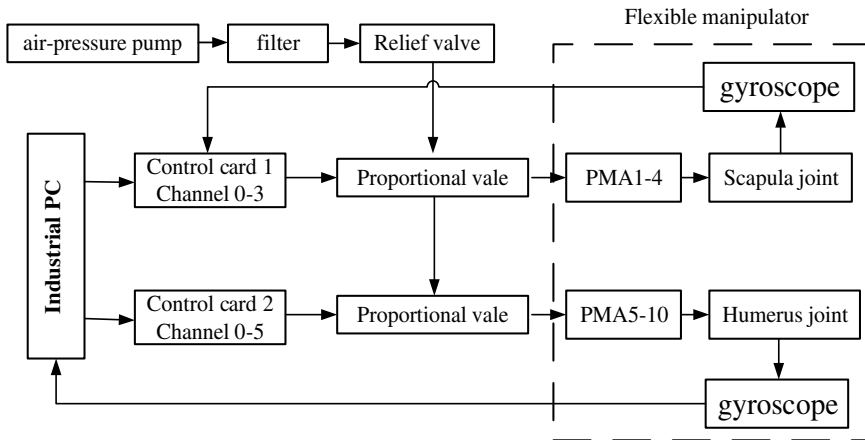 Flexible manipulator
air-pressure pump
filter
Relief valve
gyroscope
Industrial PC
Control card 1
Channel 0-3
Proportional vale
PMA1-4
Scapula joint
Control card 2
Channel 0-5
Proportional vale
PMA5-10
Humerus joint
gyroscope